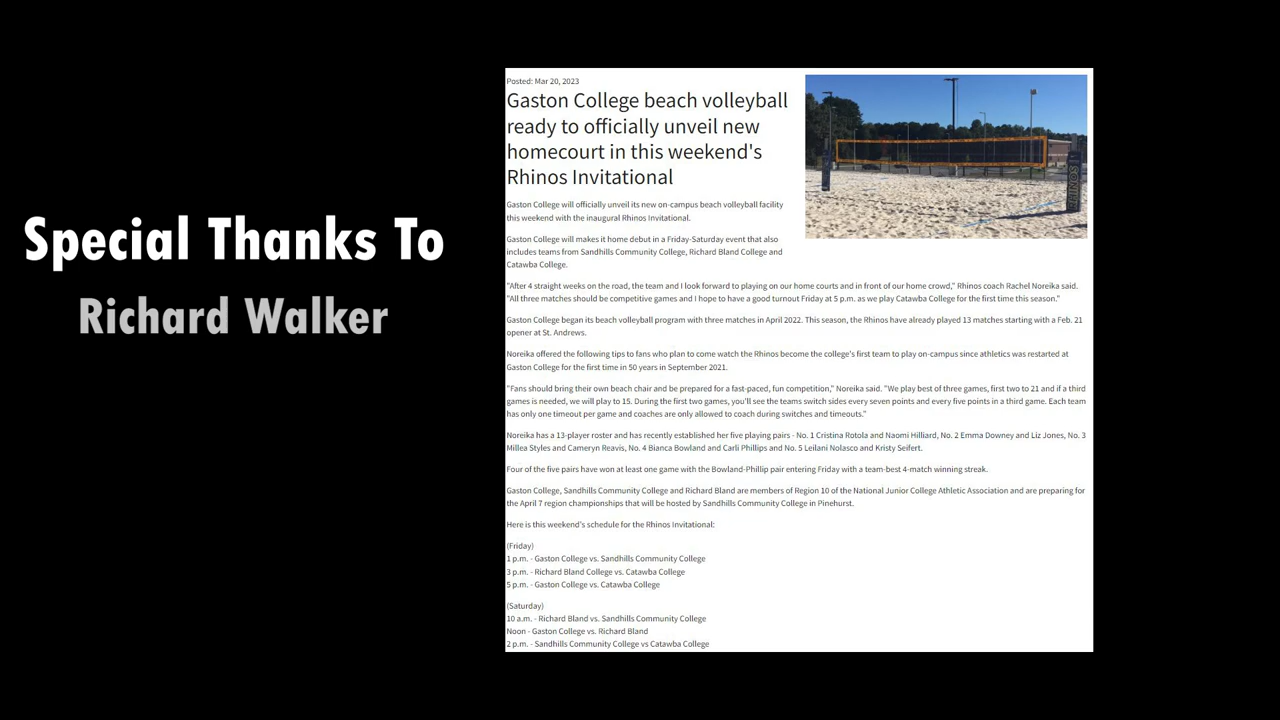 Special Thanks To
Richard Walker
Posted: Mar 20, 2023
Gaston College beach volleyball
ready to officially unveil new
homecourt in this weekend's
Rhinos Invitational
Gaston College will officially unveil its new on-campus beach volleyball facility
this weekend with the inaugural Rhinos Invitational.
Gaston College will makes it home debut in a Friday-Saturday event that also
includes teams from Sandhills Community College, Richard Bland College and
Catawba College.
"After 4 straight weeks on the road, the team and I look forward to playing on our home courts and in front of our home crowd," Rhinos coach Rachel Noreika said.
"All three matches should be competitive games and I hope to have a good turnout Friday at 5 p.m. as we play Catawba College for the first time this season."
Gaston College began its beach volleyball program with three matches in April 2022. This season, the Rhinos have already played 13 matches starting with a Feb. 21
opener at St. Andrews.
Noreika offered the following tips to fans who plan to come watch the Rhinos become the college's first team to play on-campus since athletics was restarted at
Gaston College for the first time in 50 years in September 2021.
"Fans should bring their own beach chair and be prepared for a fast-paced, fun competition," Noreika said. "We play best of three games, first two to 21 and if a third
games is needed, we will play to 15. During the first two games, you'll see the teams switch sides every seven points and every five points in a third game. Each team
has only one timeout per game and coaches are only allowed to coach during switches and timeouts."
Noreika has a 13-player roster and has recently established her five playing pairs - No. 1 Cristina Rotola and Naomi Hilliard, No. 2 Emma Downey and Liz Jones, No. 3
Millea Styles and Cameryn Reavis, No. 4 Bianca Bowland and Carli Phillips and No. 5 Leilani Nolasco and Kristy Seifert.
Four of the five pairs have won at least one game with the Bowland-Phillip pair entering Friday with a team-best 4-match winning streak.
Gaston College, Sandhills Community College and Richard Bland are members of Region 10 of the National Junior College Athletic Association and are preparing for
the April 7 region championships that will be hosted by Sandhills Community College in Pinehurst.
Here is this weekend's schedule for the Rhinos Invitational:
(Friday)
1 p.m. - Gaston College vs. Sandhills Community College
3 p.m. - Richard Bland College vs. Catawba College
5 p.m. - Gaston College vs. Catawba College
(Saturday)
10 a.m. - Richard Bland vs. Sandhills Community College
Noon - Gaston College vs. Richard Bland
2 p.m. - Sandhills Community College vs Catawba College
RHINOS